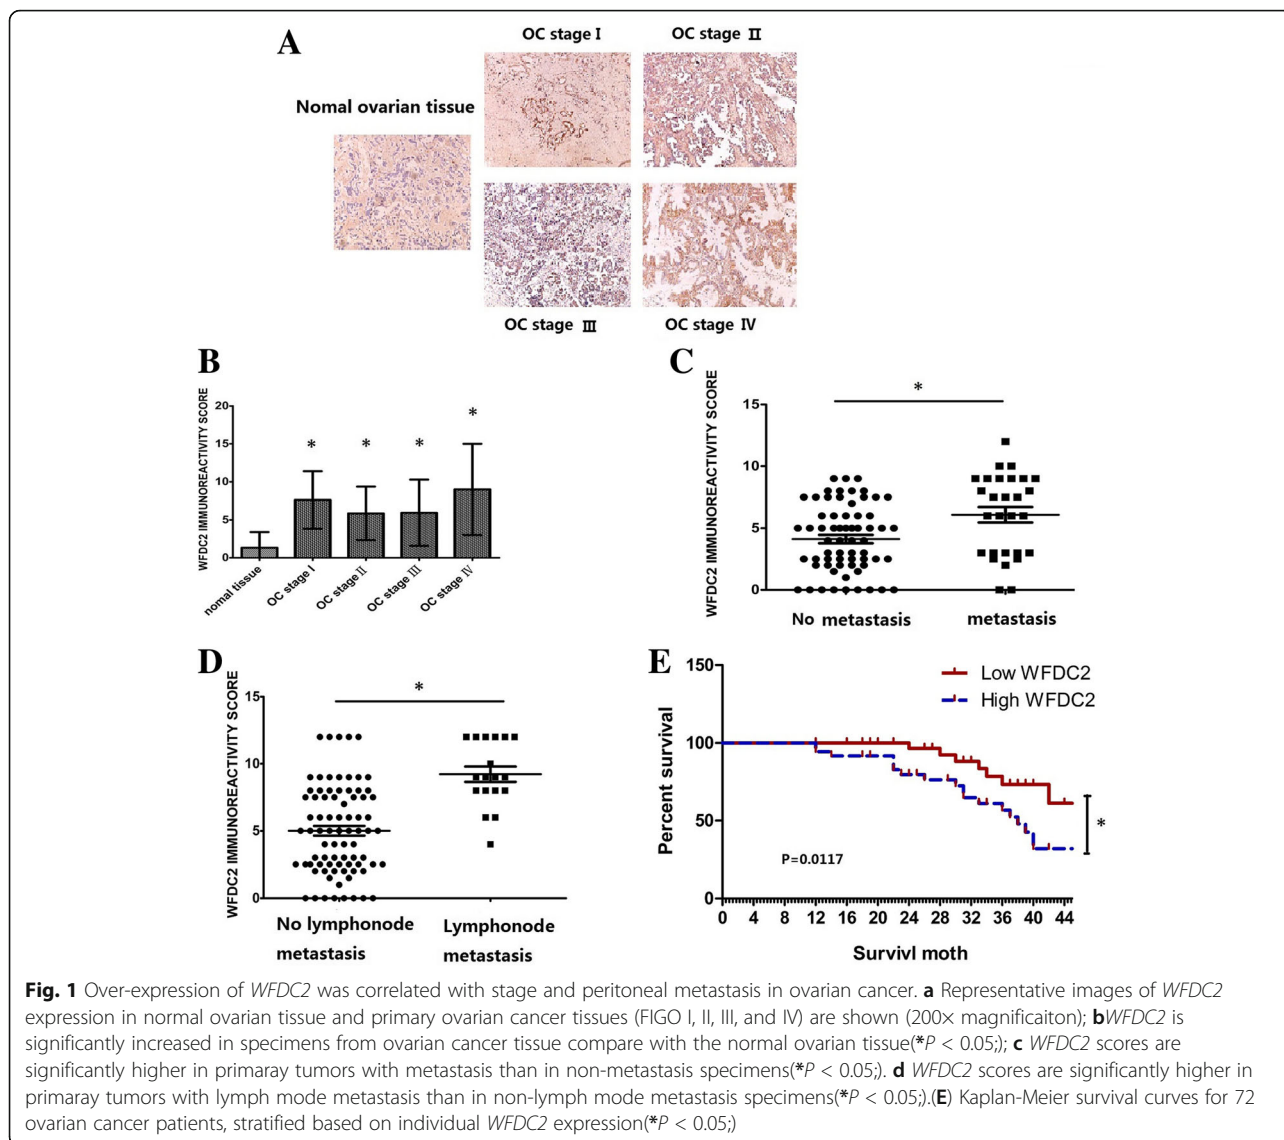 A
OC stage I
OC stage II
Nomal ovarian tissue
OC stage III
OC stage IV
B
WFDC2 IMMUNOREACTIVITY SCORE
20
15
10
5
0
*
*
*
*
nomal tissue
OC stage I
OC stage II
OC stage III
OC stage IV
C
WFDC2 IMMUNOREACTIVITY SCORE
15
10
5
0
*
No metastasis
metastasis
D
WFDC2 IMMUNOREACTIVITY SCORE
15
10
5
0
*
No lymphonode
metastasis
Lymphonode
metastasis
E
Percent survival
150
100
50
0
Low WFDC2
High WFDC2
*
P=0.0117
0 4 8 12 16 20 24 28 32 36 40 44
Survivl moth
Fig. 1 Over-expression of WFDC2 was correlated with stage and peritoneal metastasis in ovarian cancer. a Representative images of WFDC2
expression in normal ovarian tissue and primary ovarian cancer tissues (FIGO I, II, III, and IV) are shown (200× magnificaiton); bWFDC2 is
significantly increased in specimens from ovarian cancer tissue compare with the normal ovarian tissue(*P < 0.05;); c WFDC2 scores are
significantly higher in primaray tumors with metastasis than in non-metastasis specimens(*P < 0.05;). d WFDC2 scores are significantly higher in
primaray tumors with lymph mode metastasis than in non-lymph mode metastasis specimens(*P < 0.05;).(E) Kaplan-Meier survival curves for 72
ovarian cancer patients, stratified based on individual WFDC2 expression(*P < 0.05;)